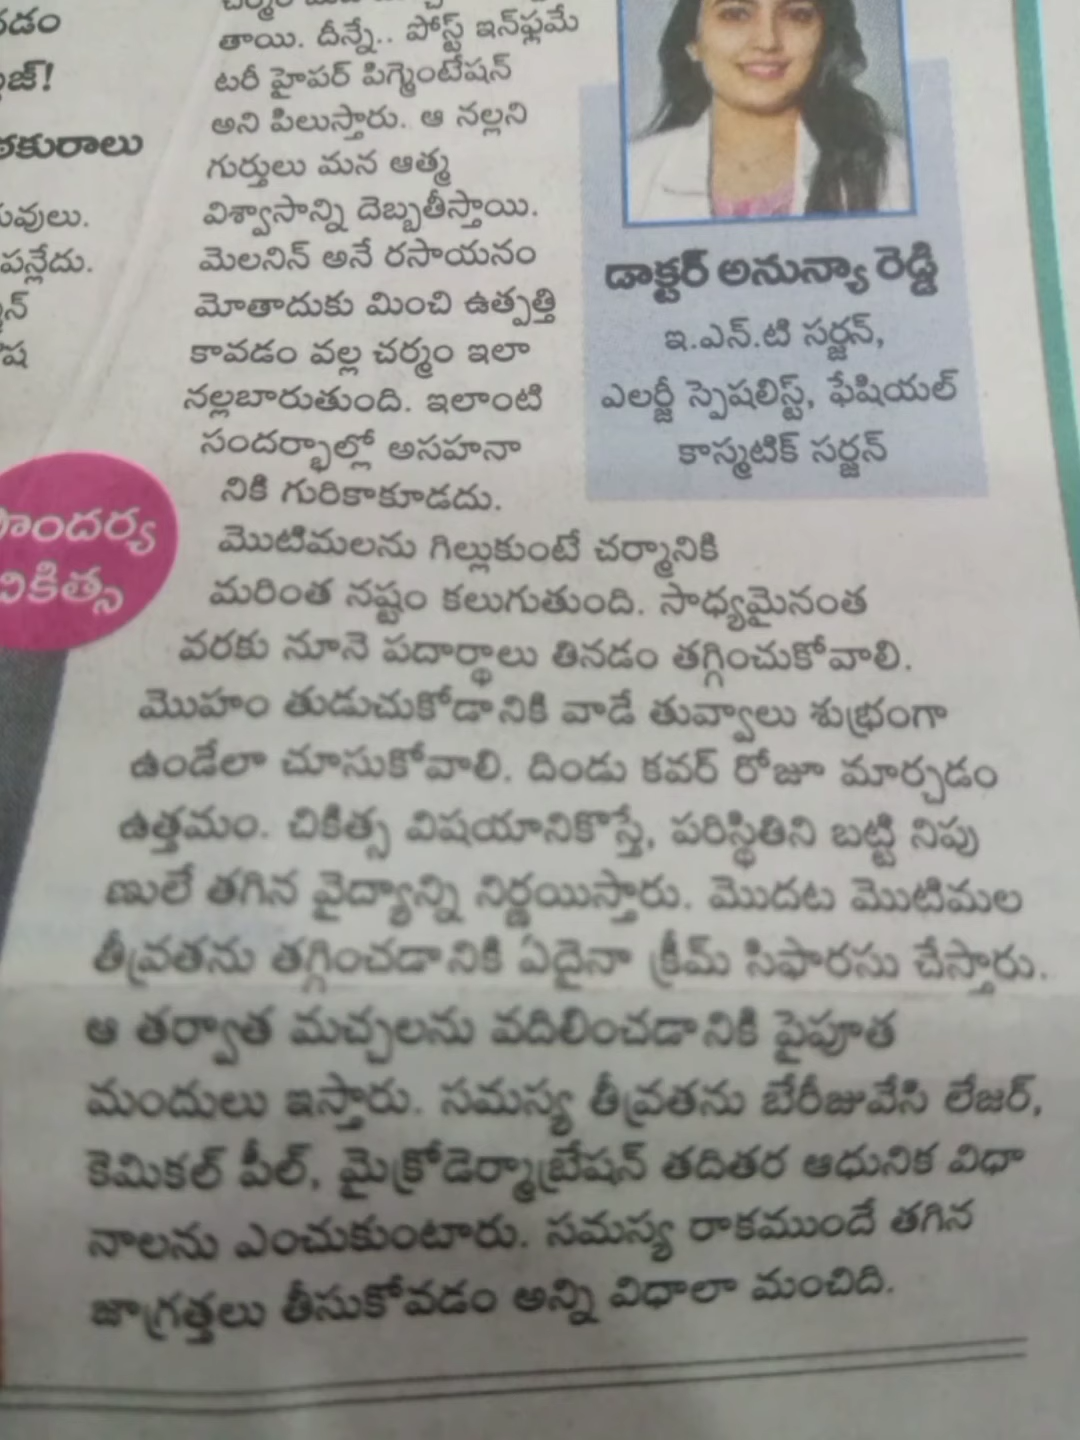 తాయి. దీన్నే.. పోస్ట్ ఇన్‌ఫ్లమే
టరీ హైపర్ పిగ్మెంటేషన్
అని పిలుస్తారు. ఆ నల్లని
గుర్తులు మన ఆత్మ
విశ్వాసాన్ని దెబ్బతీస్తాయి.
మెలనిన్ అనే రసాయనం
మోతాదుకు మించి ఉత్పత్తి
కావడం వల్ల చర్మం ఇలా
నల్లబారుతుంది. ఇలాంటి
సందర్భాల్లో అసహనా
నికి గురికాకూడదు.
మొటిమలను గిల్లుకుంటే చర్మానికి
మరింత నష్టం కలుగుతుంది. సాధ్యమైనంత
వరకు నూనె పదార్థాలు తినడం తగ్గించుకోవాలి.
మొహం తుడుచుకోడానికి వాడే తువ్వాలు శుభ్రంగా
ఉండేలా చూసుకోవాలి. దిండు కవర్ రోజూ మార్చడం
ఉత్తమం. చికిత్స విషయానికొస్తే, పరిస్థితిని బట్టి నిపు
ణులే తగిన వైద్యాన్ని నిర్ణయిస్తారు. మొదట మొటిమల
తీవ్రతను తగ్గించడానికి ఏదైనా క్రీమ్ సిఫారసు చేస్తారు.
ఆ తర్వాత మచ్చలను వదిలించడానికి పైపూత
మందులు ఇస్తారు. సమస్య తీవ్రతను బేరీజువేసి లేజర్,
కెమికల్ పీల్, మైక్రోడెర్మాబ్రేషన్ తదితర ఆధునిక విధా
నాలను ఎంచుకుంటారు. సమస్య రాకముందే తగిన
జాగ్రత్తలు తీసుకోవడం అన్ని విధాలా మంచిది.
డాక్టర్ అనున్యా రెడ్డి
ఇ.ఎన్.టి సర్జన్,
ఎలర్జీ స్పెషలిస్ట్, ఫేషియల్
కాస్మటిక్ సర్జన్